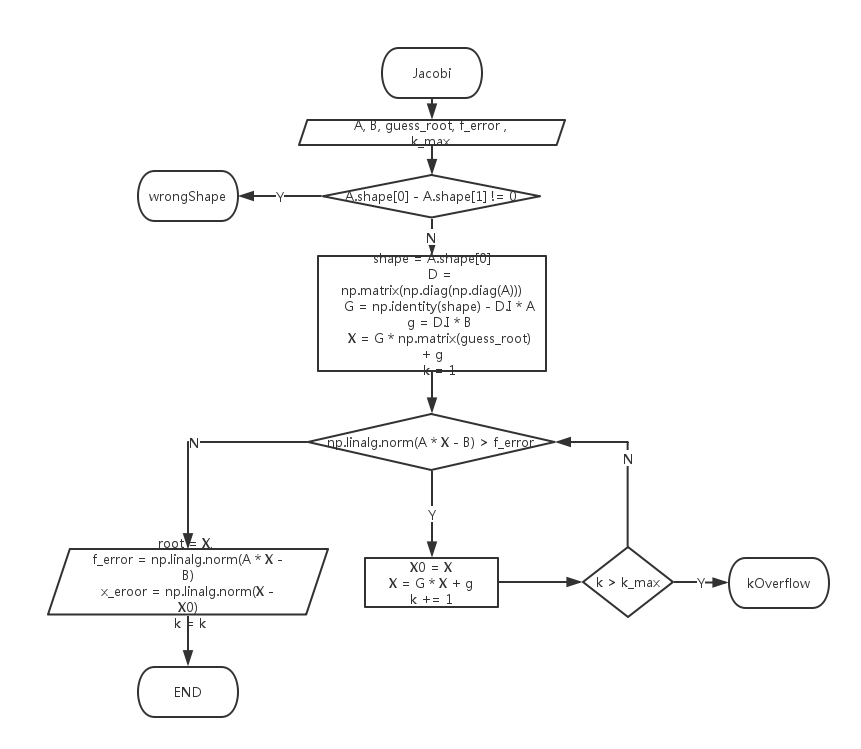 Jacobi
A, B, guess_root, f_error ,
k_max
A.shape[0] - A.shape[1] != 0
Y
wrongShape
N
shape = A.shape[0]
D =
np.matrix(np.diag(np.diag(A)))
G = np.identity(shape) - D.I * A
g = D.I * B
X = G * np.matrix(guess_root)
+ g
k = 1
np.linalg.norm(A * X - B) > f_error
N
N
Y
root = X,
f_error = np.linalg.norm(A * X -
B)
x_eroor = np.linalg.norm(X -
X0)
k = k
X0 = X
X = G * X + g
k += 1
k > k_max
Y
kOverflow
END